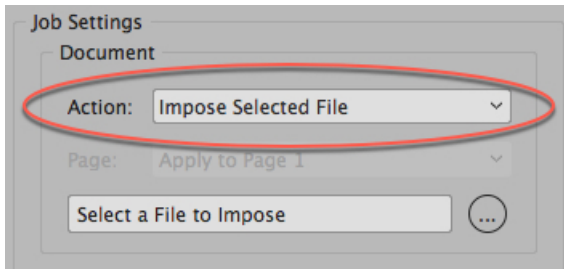 Job Settings
Document
Action: Impose Selected File
Page: Apply to Page 1
Select a File to Impose ...